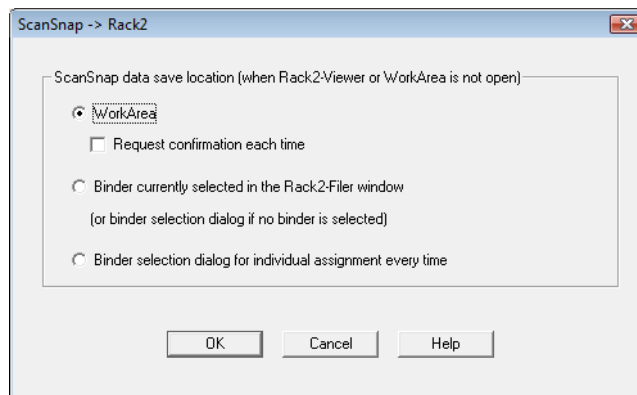 ScanSnap -> Rack2
ScanSnap data save location (when Rack2-Viewer or WorkArea is not open)
WorkArea
Request confirmation each time
Binder currently selected in the Rack2-Filer window
(or binder selection dialog if no binder is selected)
Binder selection dialog for individual assignment every time
OK Cancel Help